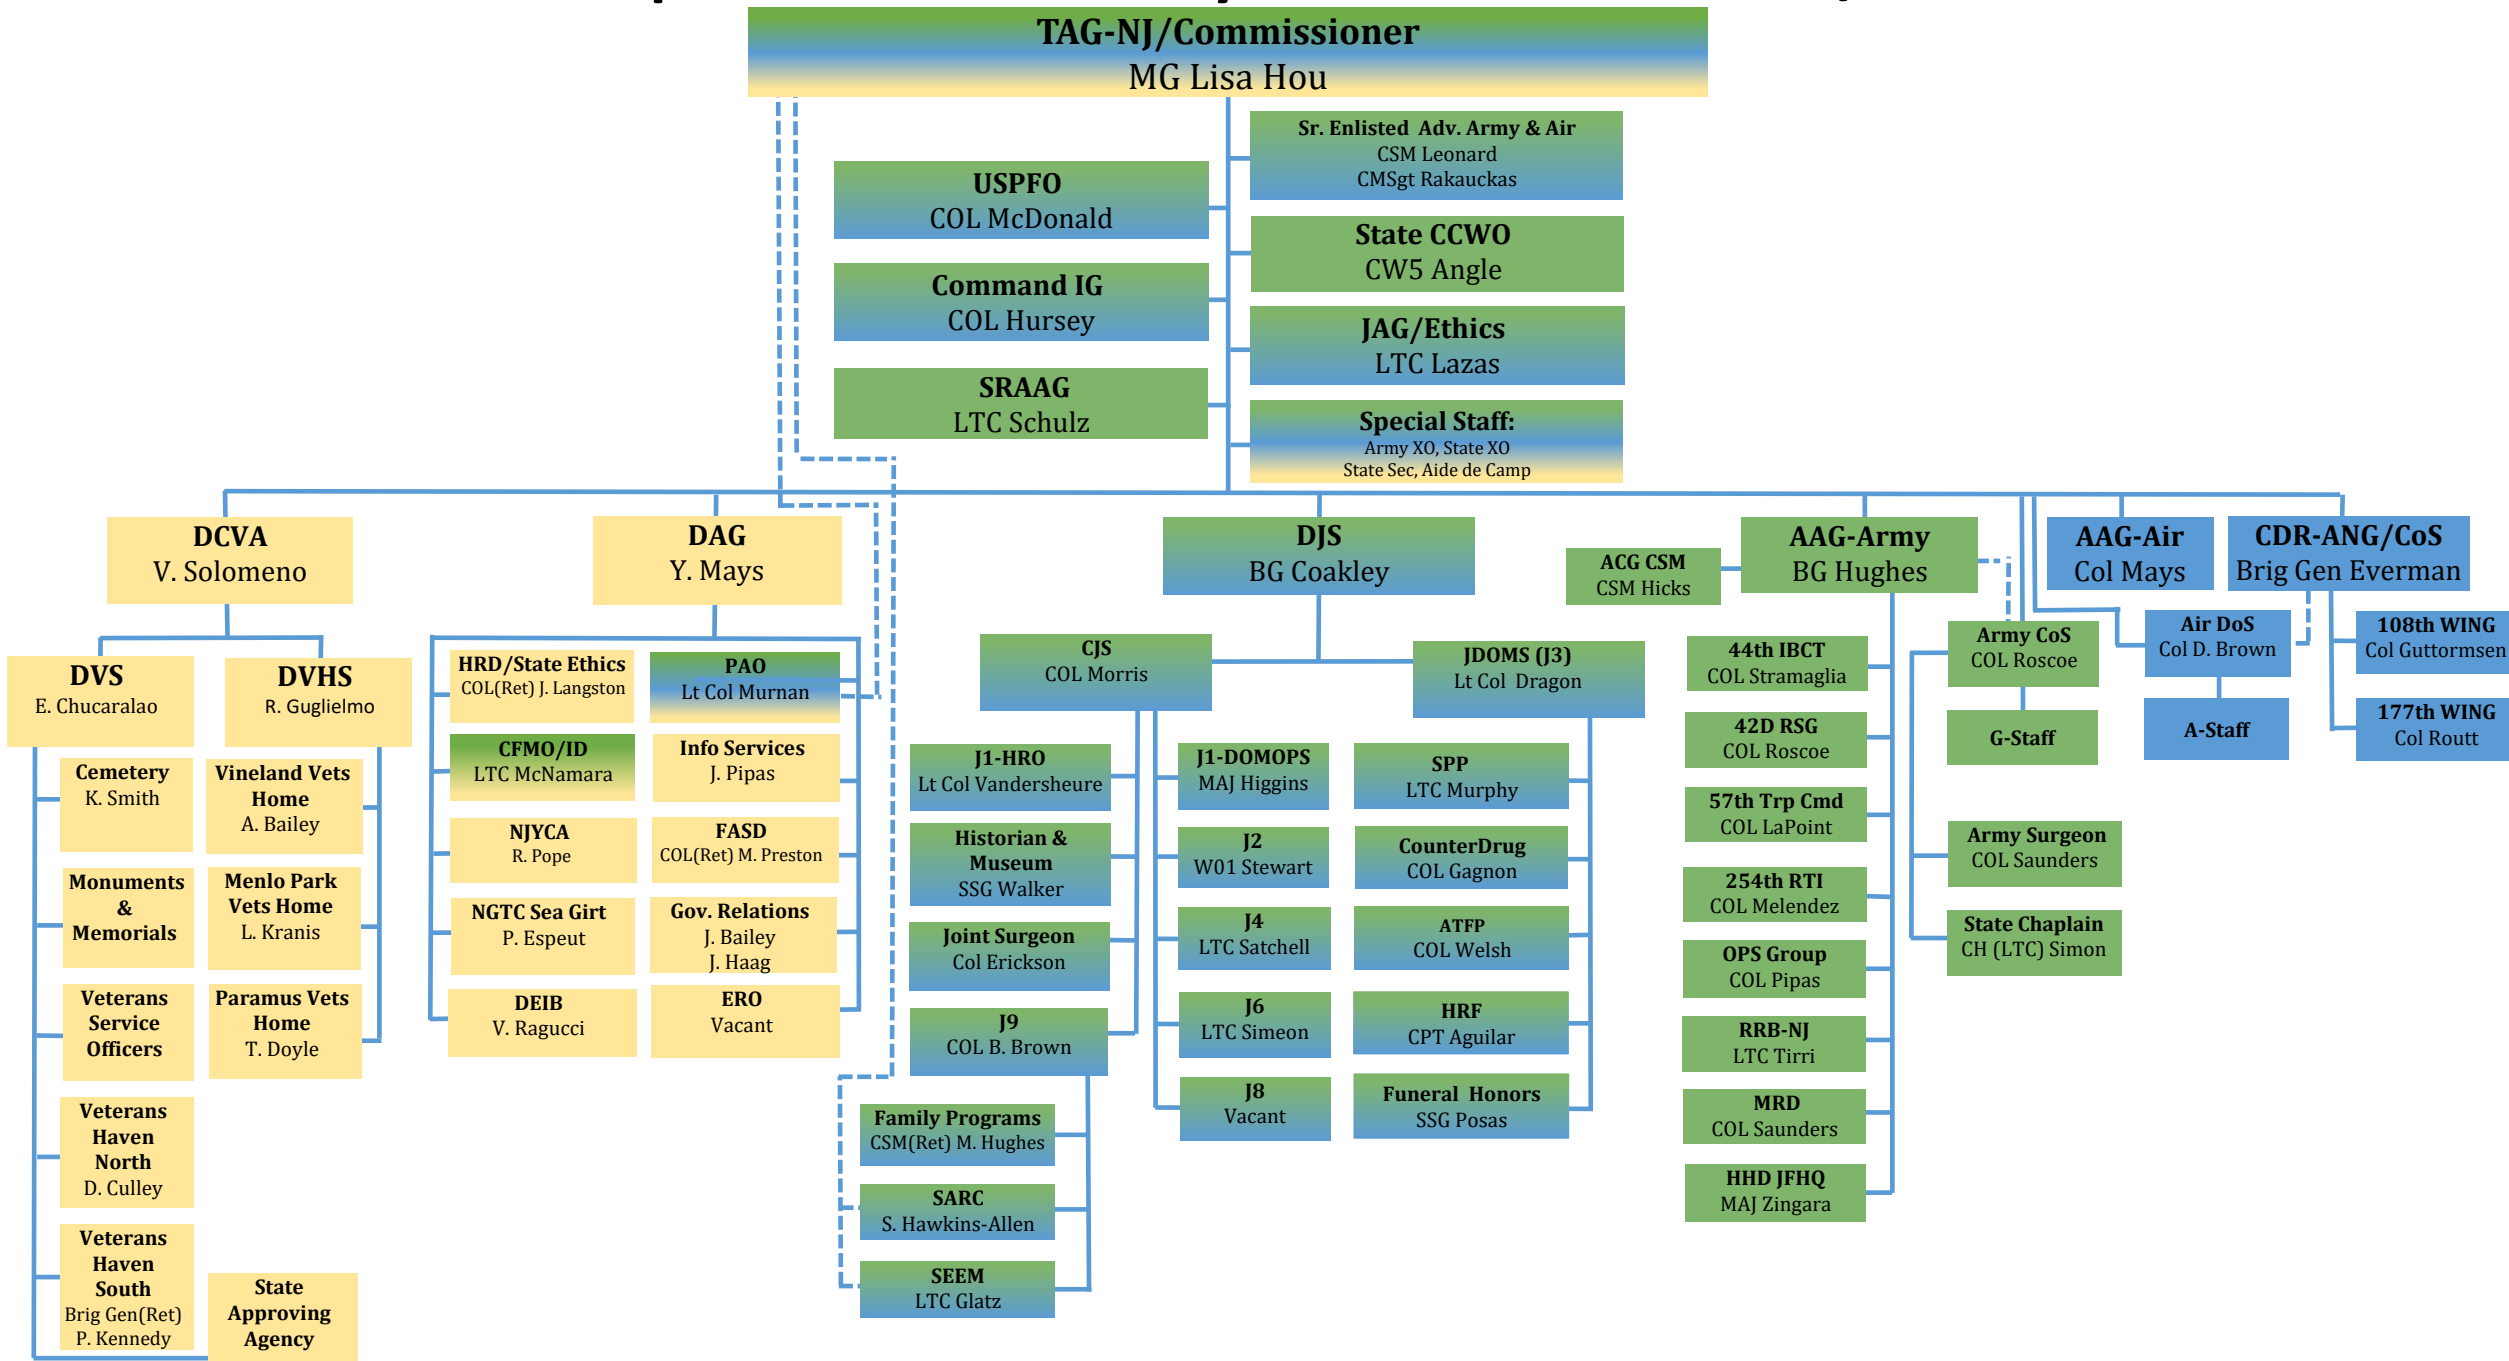 TAG-NJ/Commissioner
MG Lisa Hou
Sr. Enlisted Adv. Army & Air
CSM Leonard
CMSgt Rakauckas
USPFO
COL McDonald
State CCWO
CW5 Angle
Command IG
COL Hursey
JAG/Ethics
LTC Lazas
SRAAG
LTC Schulz
Special Staff:
Army XO, State XO
State Sec, Aide de Camp
DCVA
V. Solomeno
DAG
Y. Mays
DJS
BG Coakley
ACG CSM
CSM Hicks
AAG-Army
BG Hughes
AAG-Air
Col Mays
CDR-ANG/CoS
Brig Gen Everman
DVS
E. Chucaralao
DVHS
R. Guglielmo
Cemetery
K. Smith
Monuments
&
Memorials
Veterans
Service
Officers
Veterans
Haven
North
D. Culley
Veterans
Haven
South
Brig Gen(Ret)
P. Kennedy
State
Approving
Agency
Vineland Vets
Home
A. Bailey
Menlo Park
Vets Home
L. Kranis
Paramus Vets
Home
T. Doyle
HRD/State Ethics
COL(Ret) J. Langston
CFMO/ID
LTC McNamara
NJYCA
R. Pope
NGTC Sea Girt
P. Espeut
DEIB
V. Ragucci
PAO
Lt Col Murnan
Info Services
J. Pipas
FASD
COL(Ret) M. Preston
Gov. Relations
J. Bailey
J. Haag
ERO
Vacant
CJS
COL Morris
JDOMS (J3)
Lt Col  Dragon
J1-HRO
Lt Col Vandersheure
Historian &
Museum
SSG Walker
Joint Surgeon
Col Erickson
J9
COL B. Brown
Family Programs
CSM(Ret) M. Hughes
SARC
S. Hawkins-Allen
SEEM
LTC Glatz
J1-DOMOPS
MAJ Higgins
J2
W01 Stewart
J4
LTC Satchell
J6
LTC Simeon
J8
Vacant
SPP
LTC Murphy
CounterDrug
COL Gagnon
ATFP
COL Welsh
HRF
CPT Aguilar
Funeral  Honors
SSG Posas
44th IBCT
COL Stramaglia
42D RSG
COL Roscoe
57th Trp Cmd
COL LaPoint
254th RTI
COL Melendez
OPS Group
COL Pipas
RRB-NJ
LTC Tirri
MRD
COL Saunders
HHD JFHQ
MAJ Zingara
Army CoS
COL Roscoe
G-Staff
Army Surgeon
COL Saunders
State Chaplain
CH (LTC) Simon
Air DoS
Col D. Brown
A-Staff
108th WING
Col Guttormsen
177th WING
Col Routt